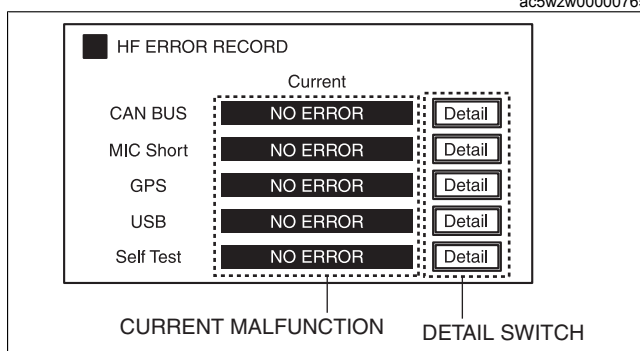 HF ERROR RECORD
Current
CAN BUS NO ERROR Detail
MIC Short NO ERROR Detail
GPS NO ERROR Detail
USB NO ERROR Detail
Self Test NO ERROR Detail
CURRENT MALFUNCTION DETAIL SWITCH